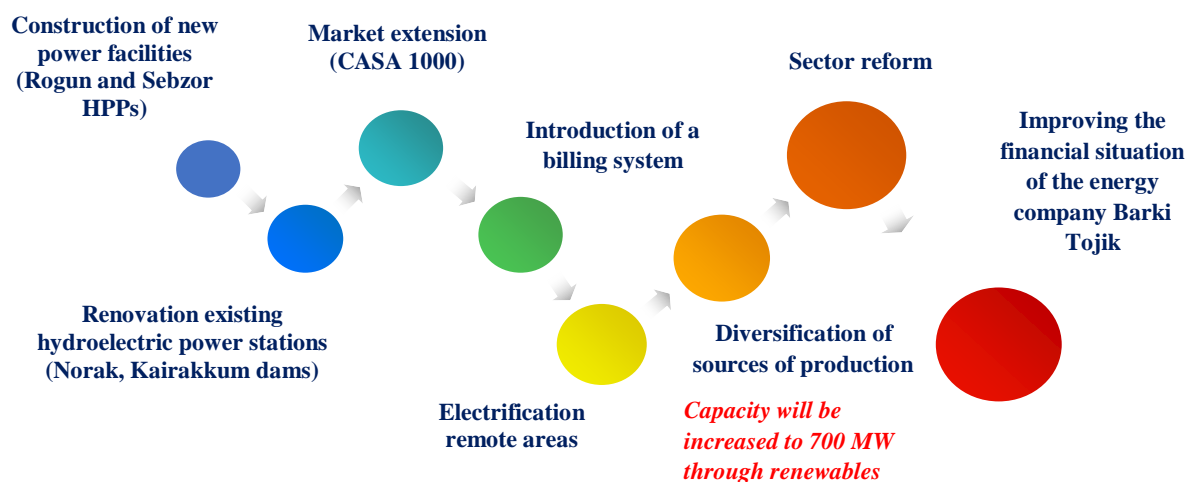 Construction of new
power facilities
(Rogun and Sebzor
HPPs)
Renovation existing
hydroelectric power stations
(Norak, Kairakkum dams)
Market extension
(CASA 1000)
Introduction of a
billing system
Electrification
remote areas
Diversification of
sources of production
Capacity will be
increased to 700 MW
through renewables
Sector reform
Improving the
financial situation
of the energy
company Barki
Tojik